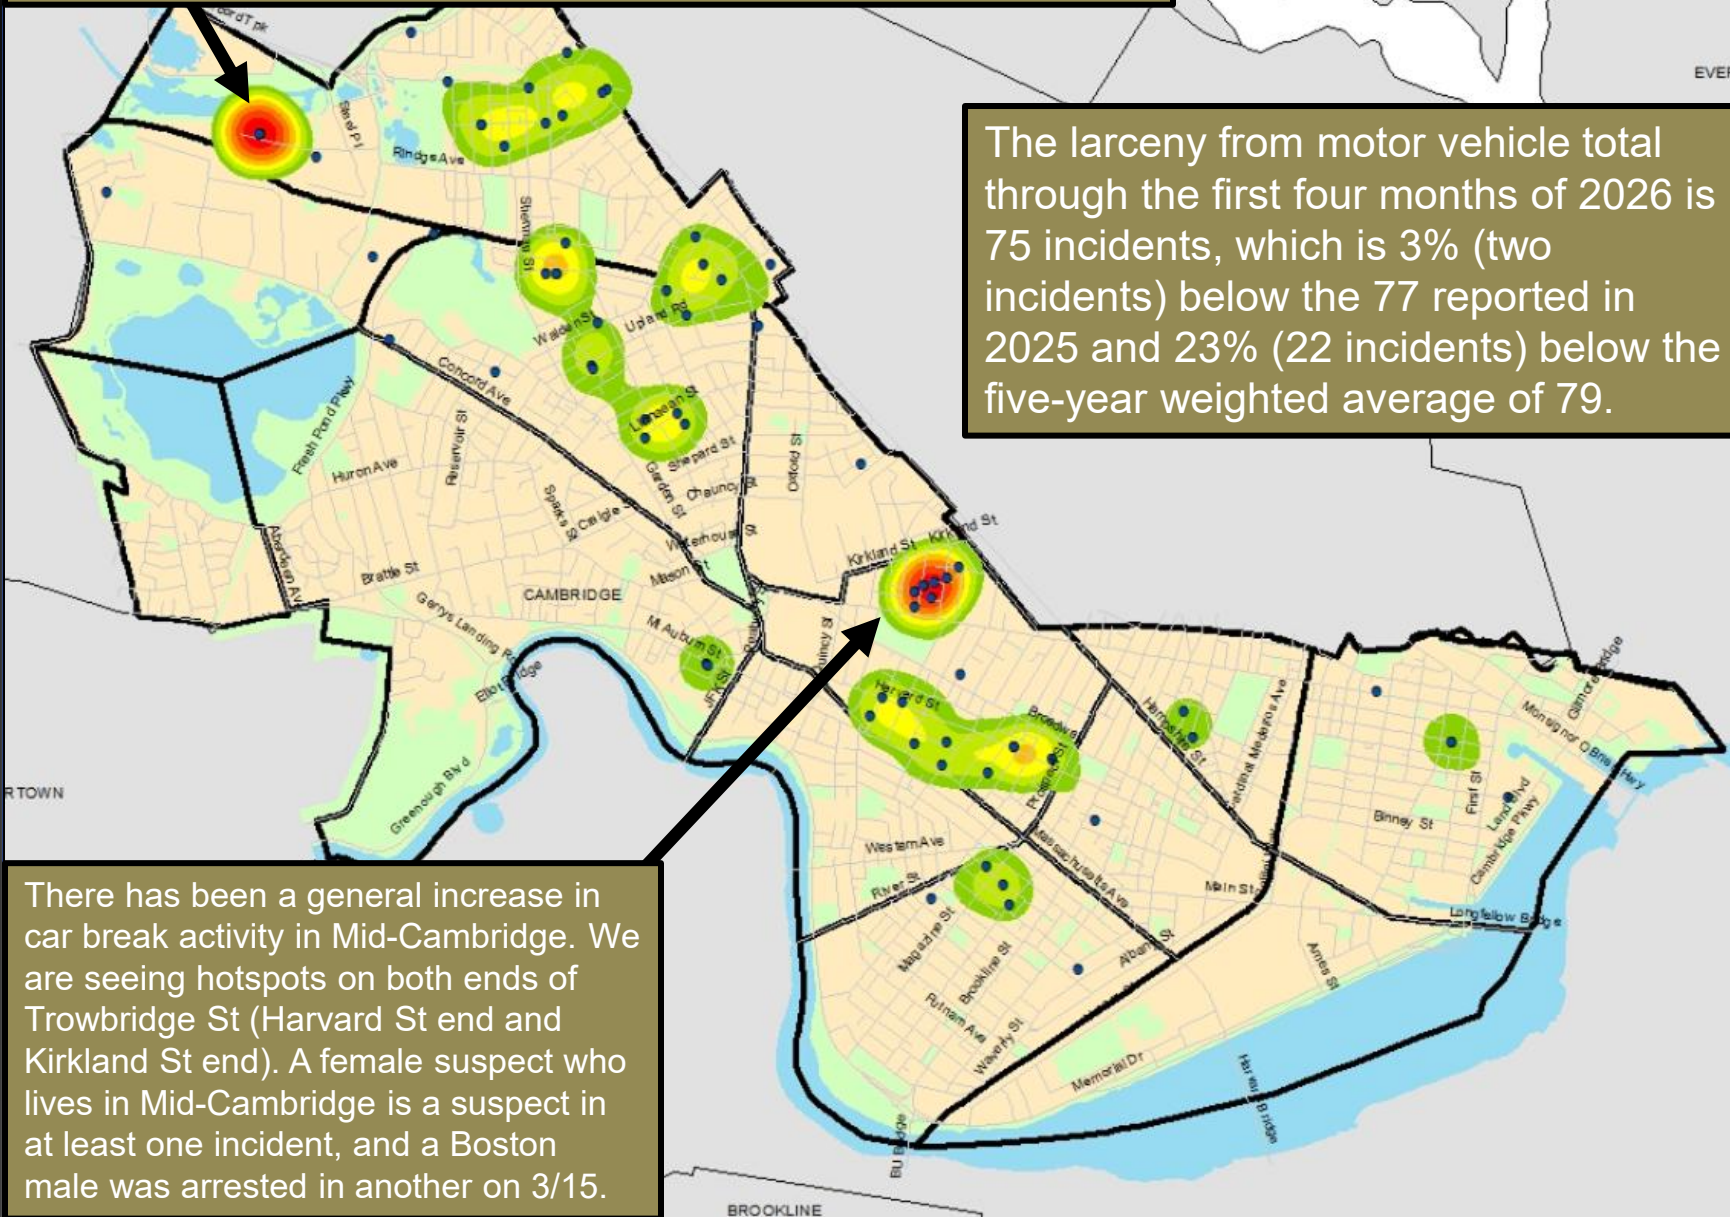 The larceny from motor vehicle total
through the first four months of 2026 is
75 incidents, which is 3% (two
incidents) below the 77 reported in
2025 and 23% (22 incidents) below the
five-year weighted average of 79.
Rindge Ave
Sherman St
Walden St
Upland Rd
Concord Ave
Linnaean St
Shepard St
Fresh Pond Pkwy
Huron Ave
Reservoir St
Garden St
Chauncy St
Oxford St
Sparks St
Craigie St
Waterhouse St
Kirkland St
Kirkland St
Aberdeen Ave
Brattle St
Mason St
CAMBRIDGE
Gerrys Landing Rd
Mt Auburn St
Quincy St
JFK St
Eliot Bridge
Harvard St
Broadway
Hampshire St
Cardinal Medeiros Ave
Gilmore Bridge
Monsignor O Brien Hwy
Prospect St
First St
Land Blvd
Binney St
Cambridge Pkwy
Greenough Blvd
Western Ave
Massachusetts Ave
River St
Main St
Longfellow Bridge
Magazine St
Brookline St
Albany St
Ames St
Putnam Ave
Waverly St
Memorial Dr
Harvard Bridge
BU Bridge
RTOWN
EVER
BROOKLINE
There has been a general increase in
car break activity in Mid-Cambridge. We
are seeing hotspots on both ends of
Trowbridge St (Harvard St end and
Kirkland St end). A female suspect who
lives in Mid-Cambridge is a suspect in
at least one incident, and a Boston
male was arrested in another on 3/15.